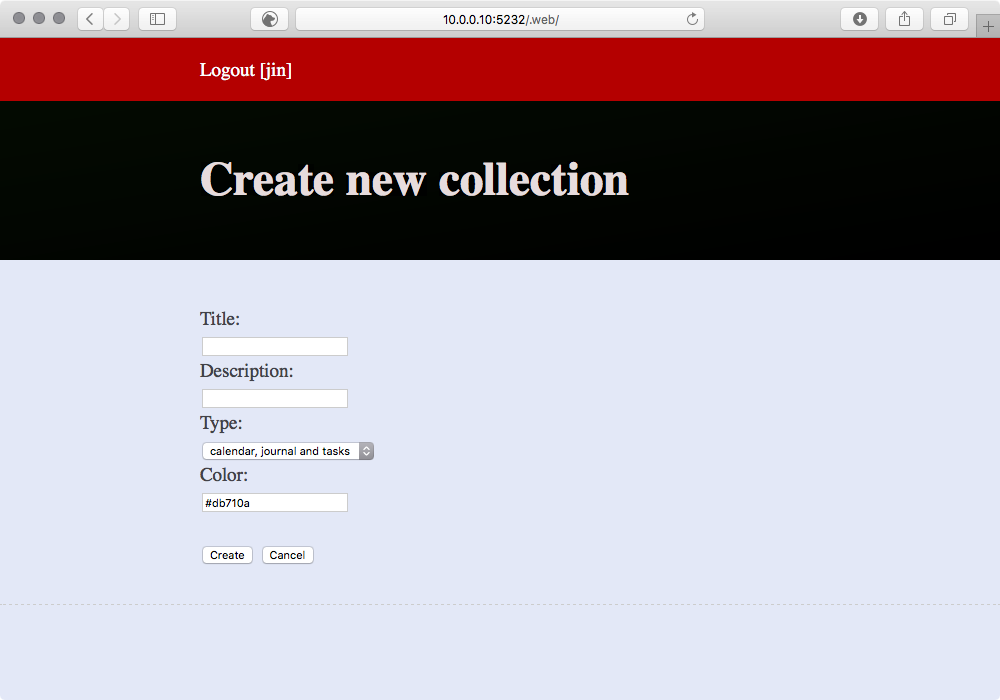 10.0.0.10:5232/.web/
Logout [jin]
Create new collection
Title:
Description:
Type:
calendar, journal and tasks
Color:
#db710a
Create Cancel